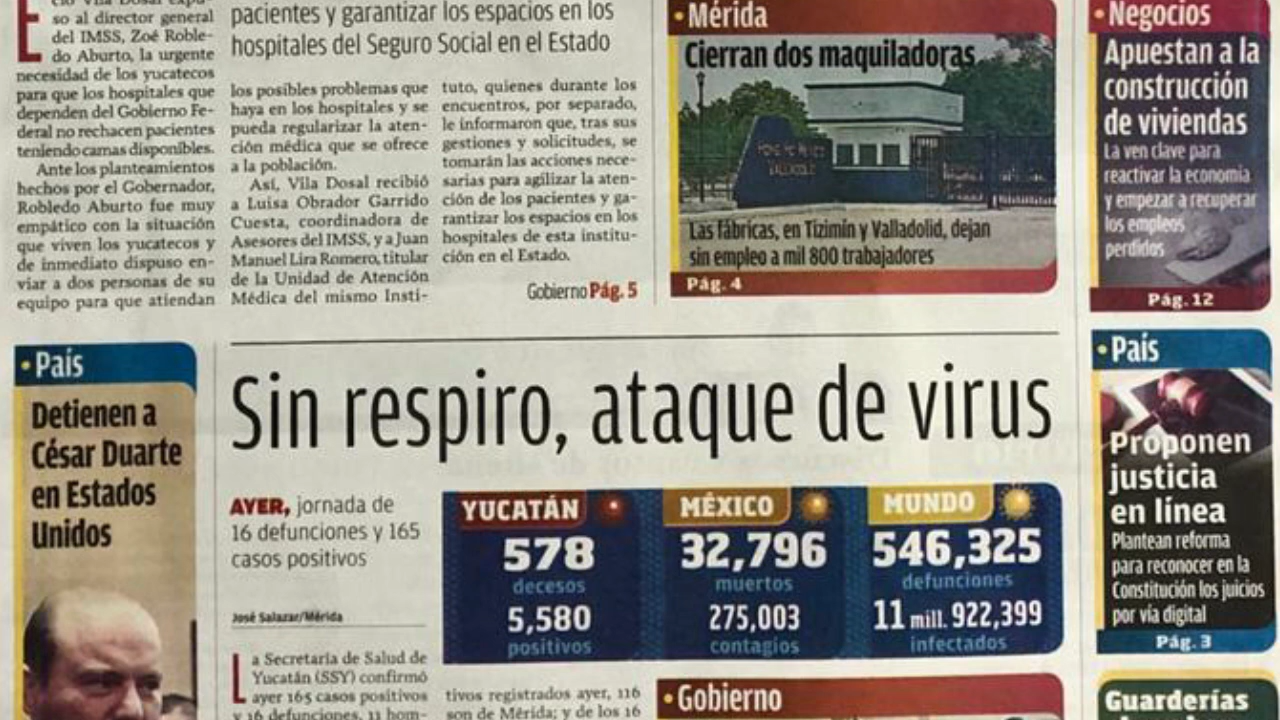 so al director general
del IMSS, Zoé Roble-
do Aburto, la urgente
necesidad de los yucatecos
para que los hospitales que
dependen del Gobierno Fe-
deral no rechacen pacientes
teniendo camas disponibles.
Ante los planteamientos
hechos por el Gobernador,
Robledo Aburto fue muy
empático con la situación
que viven los yucatecos y
de inmediato dispuso en-
viar a dos personas de su
equipo para que atiendan
pacientes y garantizar los espacios en los
hospitales del Seguro Social en el Estado
los posibles problemas que
haya en los hospitales y se
pueda regularizar la aten-
ción médica que se ofrece
a la población.
Así, Vila Dosal recibió
a Luisa Obrador Garrido
Cuesta, coordinadora de
Asesores del IMSS, y a Juan
Manuel Lira Romero, titular
de la Unidad de Atención
Médica del mismo Insti-
tuto, quienes durante los
encuentros, por separado,
le informaron que, tras sus
gestiones y solicitudes, se
tomarán las acciones nece-
sarias para agilizar la aten-
ción de los pacientes y ga-
rantizar los espacios en los
hospitales de esta institu-
ción en el Estado.
Gobierno Pág. 5
• Mérida
Cierran dos maquiladoras
Las fábricas, en Tizimín y Valladolid, dejan
sin empleo a mil 800 trabajadores
Pág. 4
• Negocios
Apuestan a la
construcción
de viviendas
La ven clave para
reactivar la economía
y empezar a recuperar
los empleos
perdidos
Pág. 12
• País
Detienen a
César Duarte
en Estados
Unidos
Sin respiro, ataque de virus
AYER, jornada de
16 defunciones y 165
casos positivos
José Salazar/Mérida
La Secretaría de Salud de
Yucatán (SSY) confirmó
ayer 165 casos positivos
y 16 defunciones, 11 hom-
YUCATÁN
578
decesos
5,580
positivos
MÉXICO
32,796
muertos
275,003
contagios
MUNDO
546,325
defunciones
11 mill. 922,399
infectados
tivos registrados ayer, 116
son de Mérida; y de los 16
• Gobierno
• País
Proponen
justicia
en línea
Plantean reforma
para reconocer en la
Constitución los juicios
por vía digital
Pág. 3
Guarderías